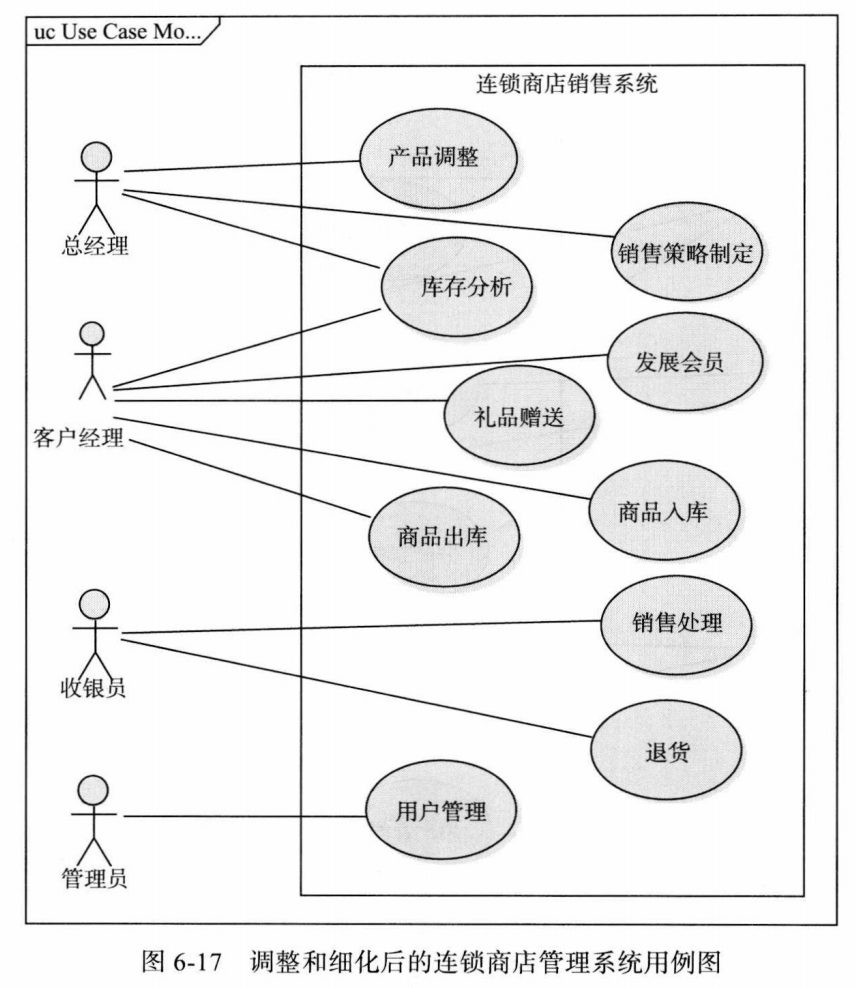 uc Use Case Mo...
连锁商店销售系统
产品调整
总经理
销售策略制定
库存分析
发展会员
礼品赠送
客户经理
商品入库
商品出库
销售处理
收银员
退货
用户管理
管理员
图 6-17 调整和细化后的连锁商店管理系统用例图